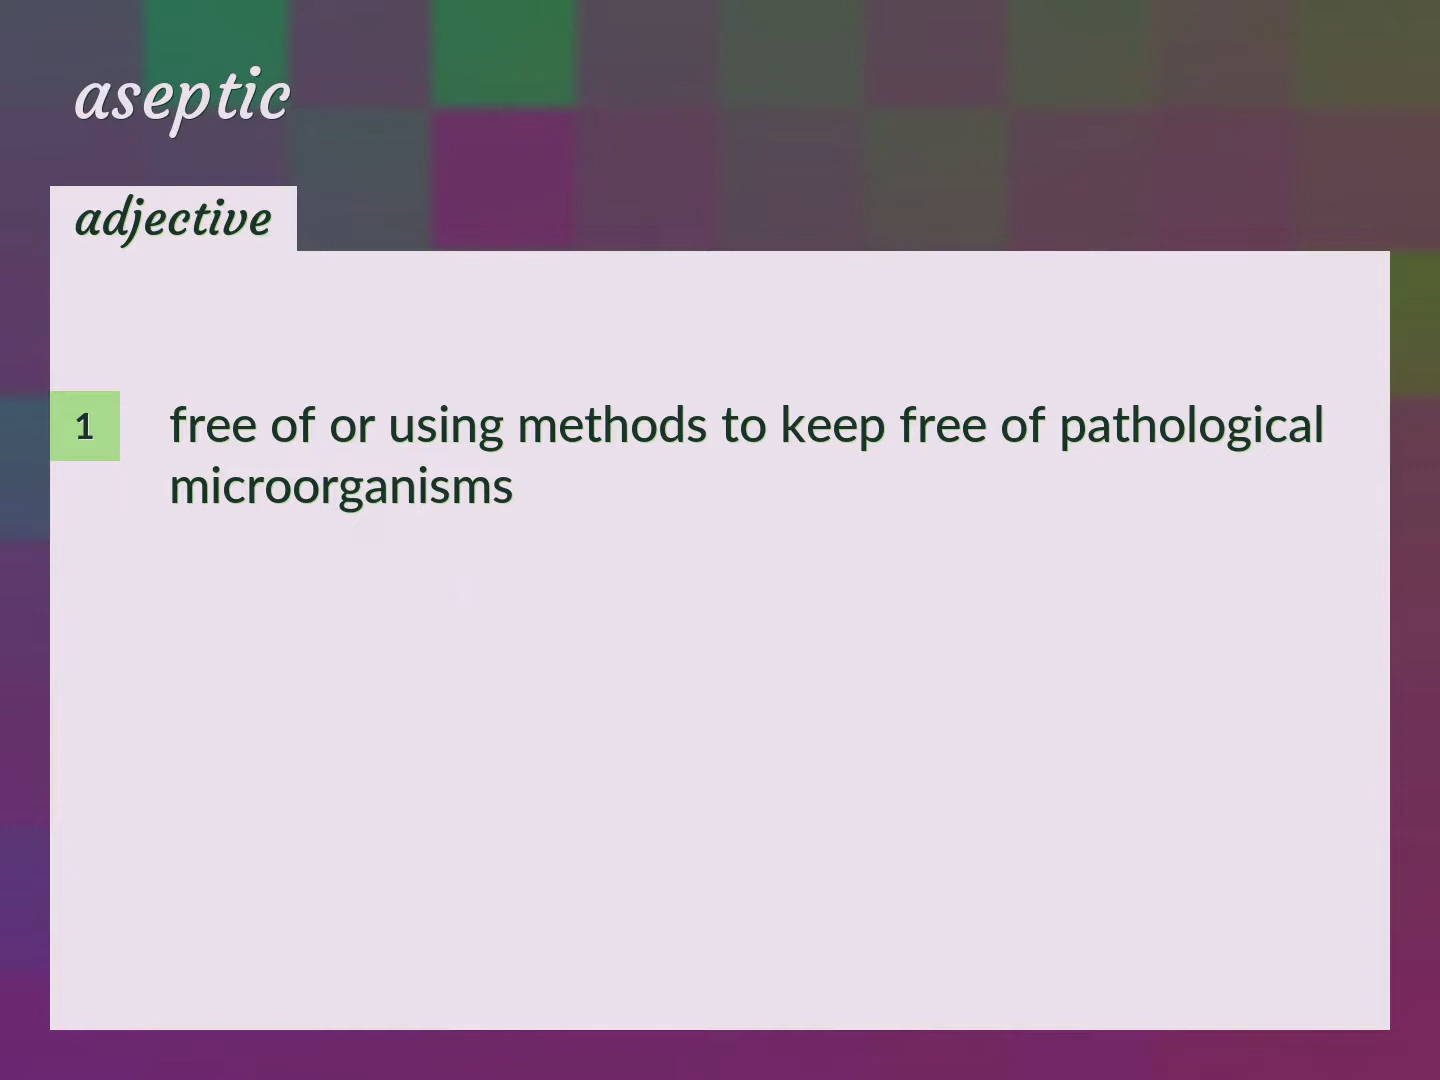 aseptic
adjective
1 free of or using methods to keep free of pathological
microorganisms